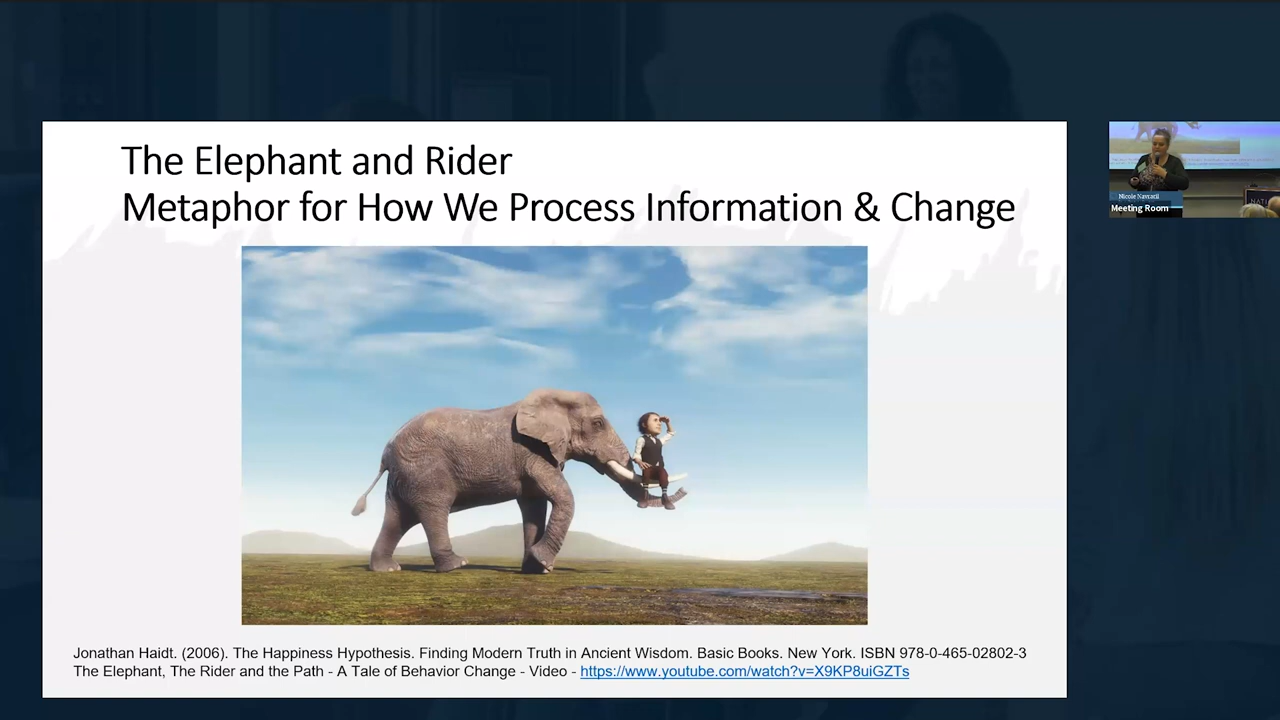 The Elephant and Rider
Metaphor for How We Process Information & Change
Jonathan Haidt. (2006). The Happiness Hypothesis. Finding Modern Truth in Ancient Wisdom. Basic Books. New York. ISBN 978-0-465-02802-3
The Elephant, The Rider and the Path - A Tale of Behavior Change - Video - https://www.youtube.com/watch?v=X9KP8uiGZTs
Nicole Navratil
Meeting Room